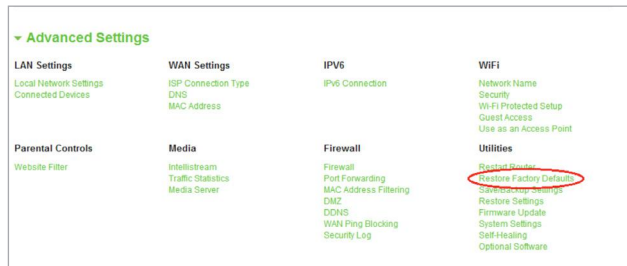 Advanced Settings
LAN Settings
Local Network Settings
Connected Devices
WAN Settings
ISP Connection Type
DNS
MAC Address
IPV6
IPv6 Connection
WiFi
Network Name
Security
Wi-Fi Protected Setup
Guest Access
Use as an Access Point
Parental Controls
Website Filter
Media
Intellistream
Traffic Statistics
Media Server
Firewall
Firewall
Port Forwarding
MAC Address Filtering
DMZ
DDNS
WAN Ping Blocking
Security Log
Utilities
Restart Router
Restore Factory Defaults
Save/Backup Settings
Restore Settings
Firmware Update
System Settings
Self-Healing
Optional Software